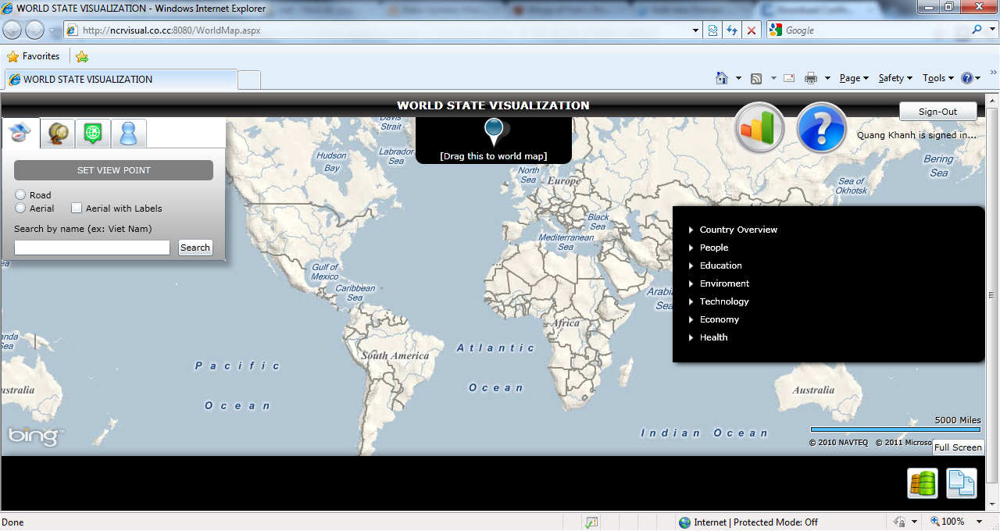 WORLD STATE VISUALIZATION - Windows Internet Explorer
http://ncrvisual.co.cc:8080/WorldMap.aspx
Google
Favorites
WORLD STATE VISUALIZATION
Page
Safety
Tools
WORLD STATE VISUALIZATION
Sign-Out
Quang Khanh is signed in...
[Drag this to world map]
SET VIEW POINT
Road
Aerial
Aerial with Labels
Search by name (ex: Viet Nam)
Search
Davis
Strait
Hudson
Bay
Labrador
Sea
North
Sea
Europe
Bering
Sea
Sea of
Okhotsk
Black
Sea
Mediterranean
Sea
Country Overview
People
Education
Enviroment
Technology
Economy
Health
Gulf of
Mexico
Caribbean
Sea
Arabi
Sea
Africa
South America
Atlantic
Ocean
Pacific
Ocean
anda
Sea
ustralia
Australia
Indian Ocean
bing
5000 Miles
© 2010 NAVTEQ © 2011 Microso
Full Screen
Done
Internet | Protected Mode: Off
100%